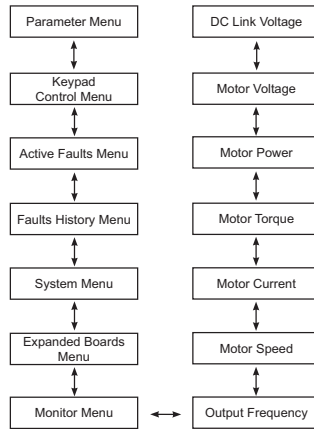 Parameter Menu
Keypad
Control Menu
Active Faults Menu
Faults History Menu
System Menu
Expanded Boards
Menu
Monitor Menu
DC Link Voltage
Motor Voltage
Motor Power
Motor Torque
Motor Current
Motor Speed
Output Frequency